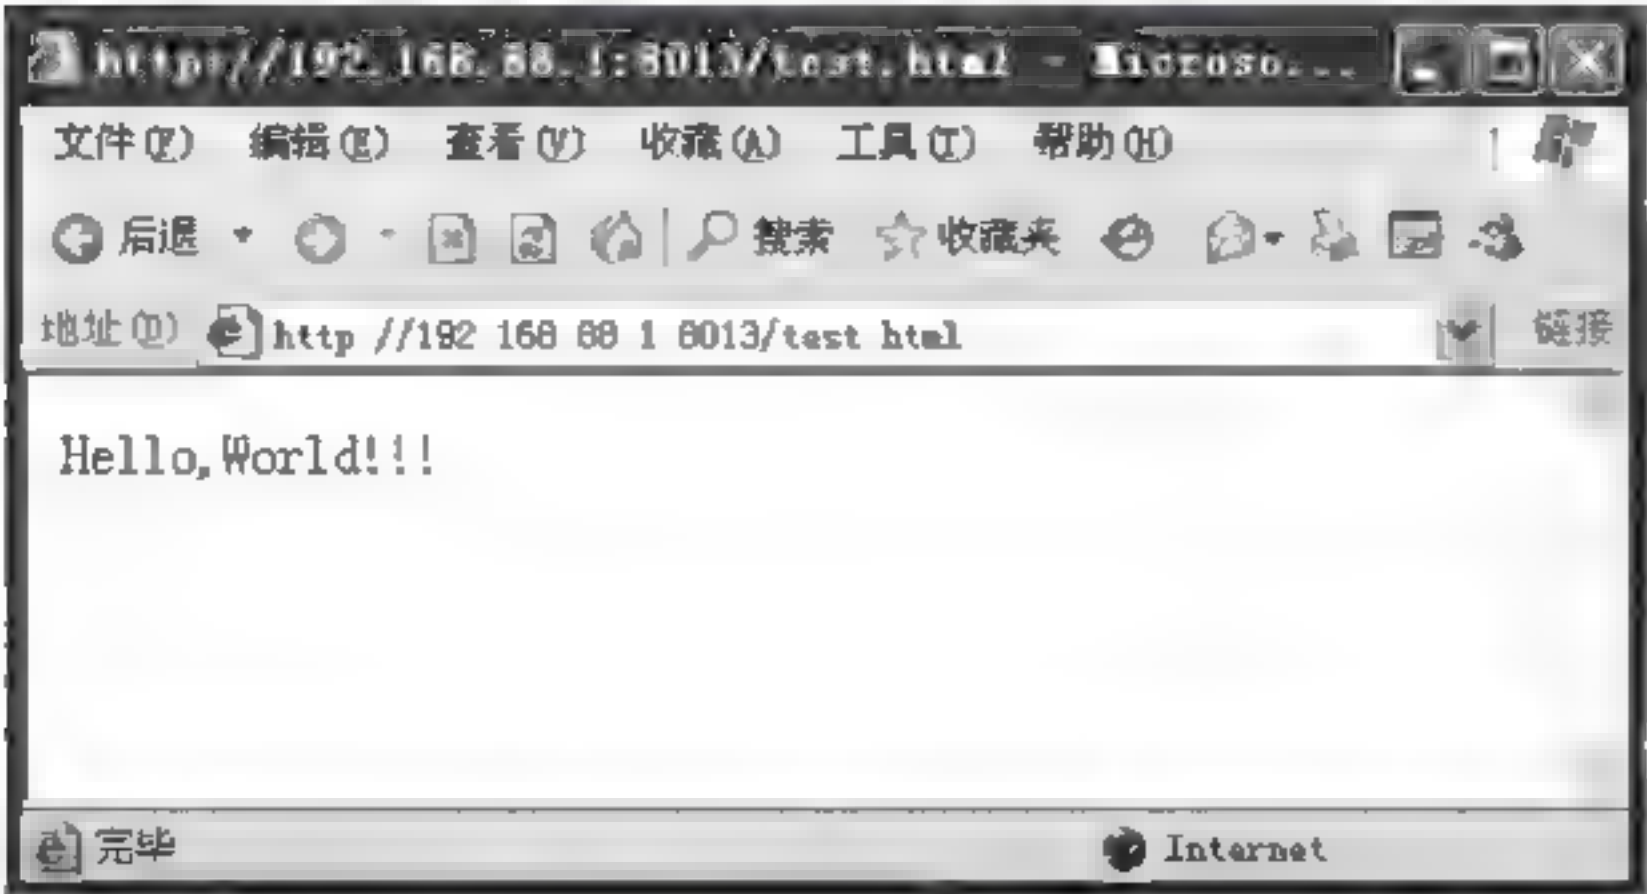 http://192.168.88.1:8013/test.html - Microso...
文件(F) 编辑(E) 查看(V) 收藏(A) 工具(T) 帮助(H)
后退 搜索 收藏夹
地址(D) http //192 168 88 1 8013/test html 链接
Hello,World!!!
完毕 Internet